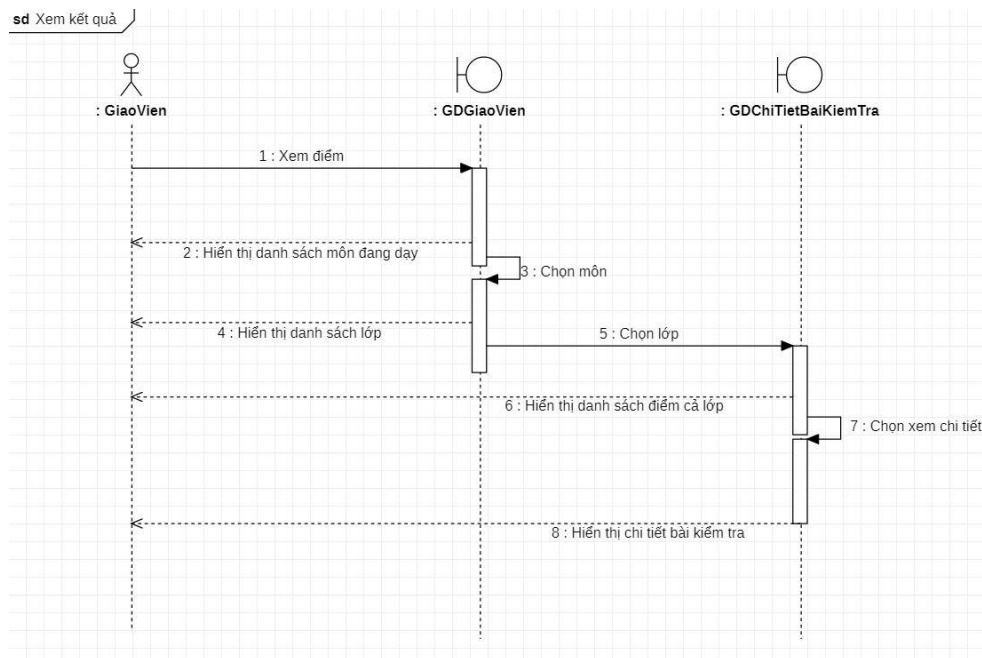 sd Xem kết quả
: GiaoVien
: GDGiaoVien
: GDChiTietBaiKiemTra
1 : Xem điểm
2 : Hiển thị danh sách môn đang dạy
3 : Chọn môn
4 : Hiển thị danh sách lớp
5 : Chọn lớp
6 : Hiển thị danh sách điểm cả lớp
7 : Chọn xem chi tiết
8 : Hiển thị chi tiết bài kiểm tra